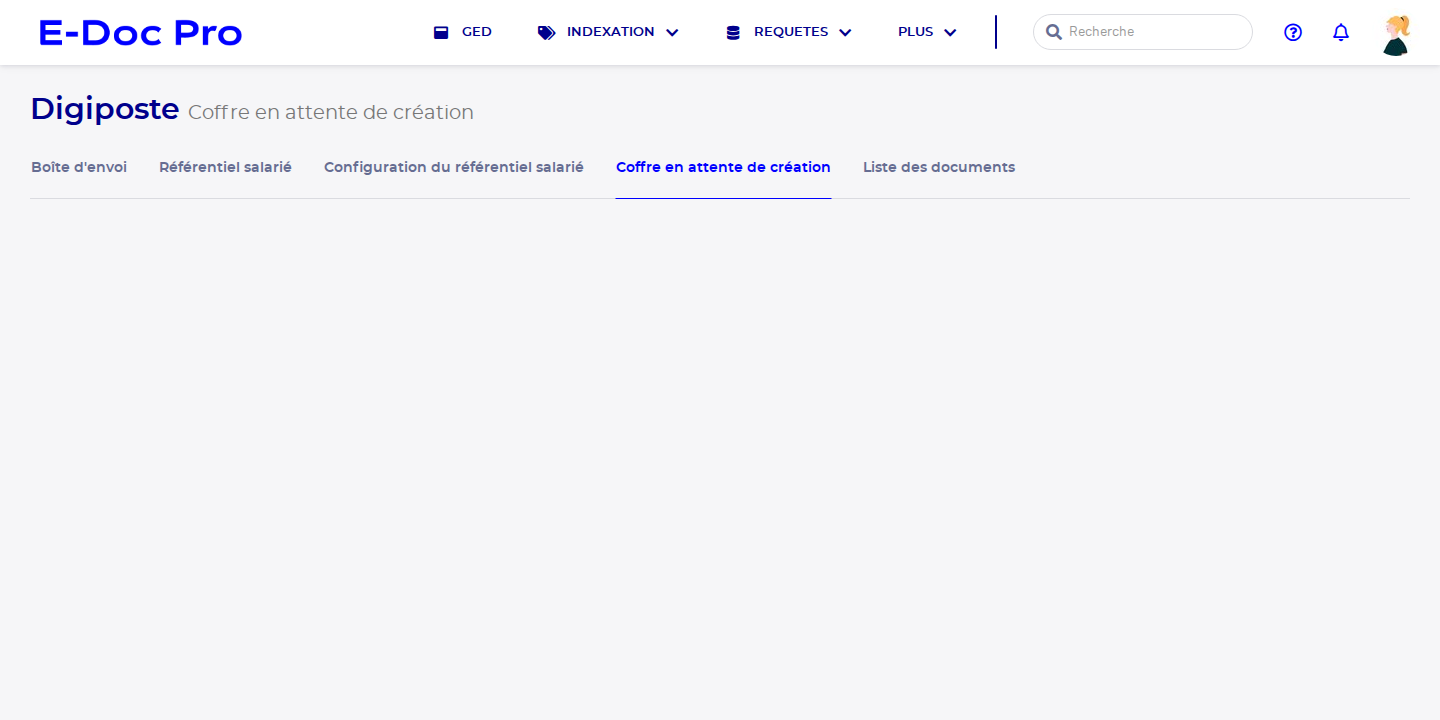 E-Doc Pro
GED
INDEXATION
REQUETES
PLUS
Recherche
Digiposte Coffre en attente de création
Boîte d'envoi
Référentiel salarié
Configuration du référentiel salarié
Coffre en attente de création
Liste des documents